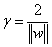 γ = 2 / ‖w‖